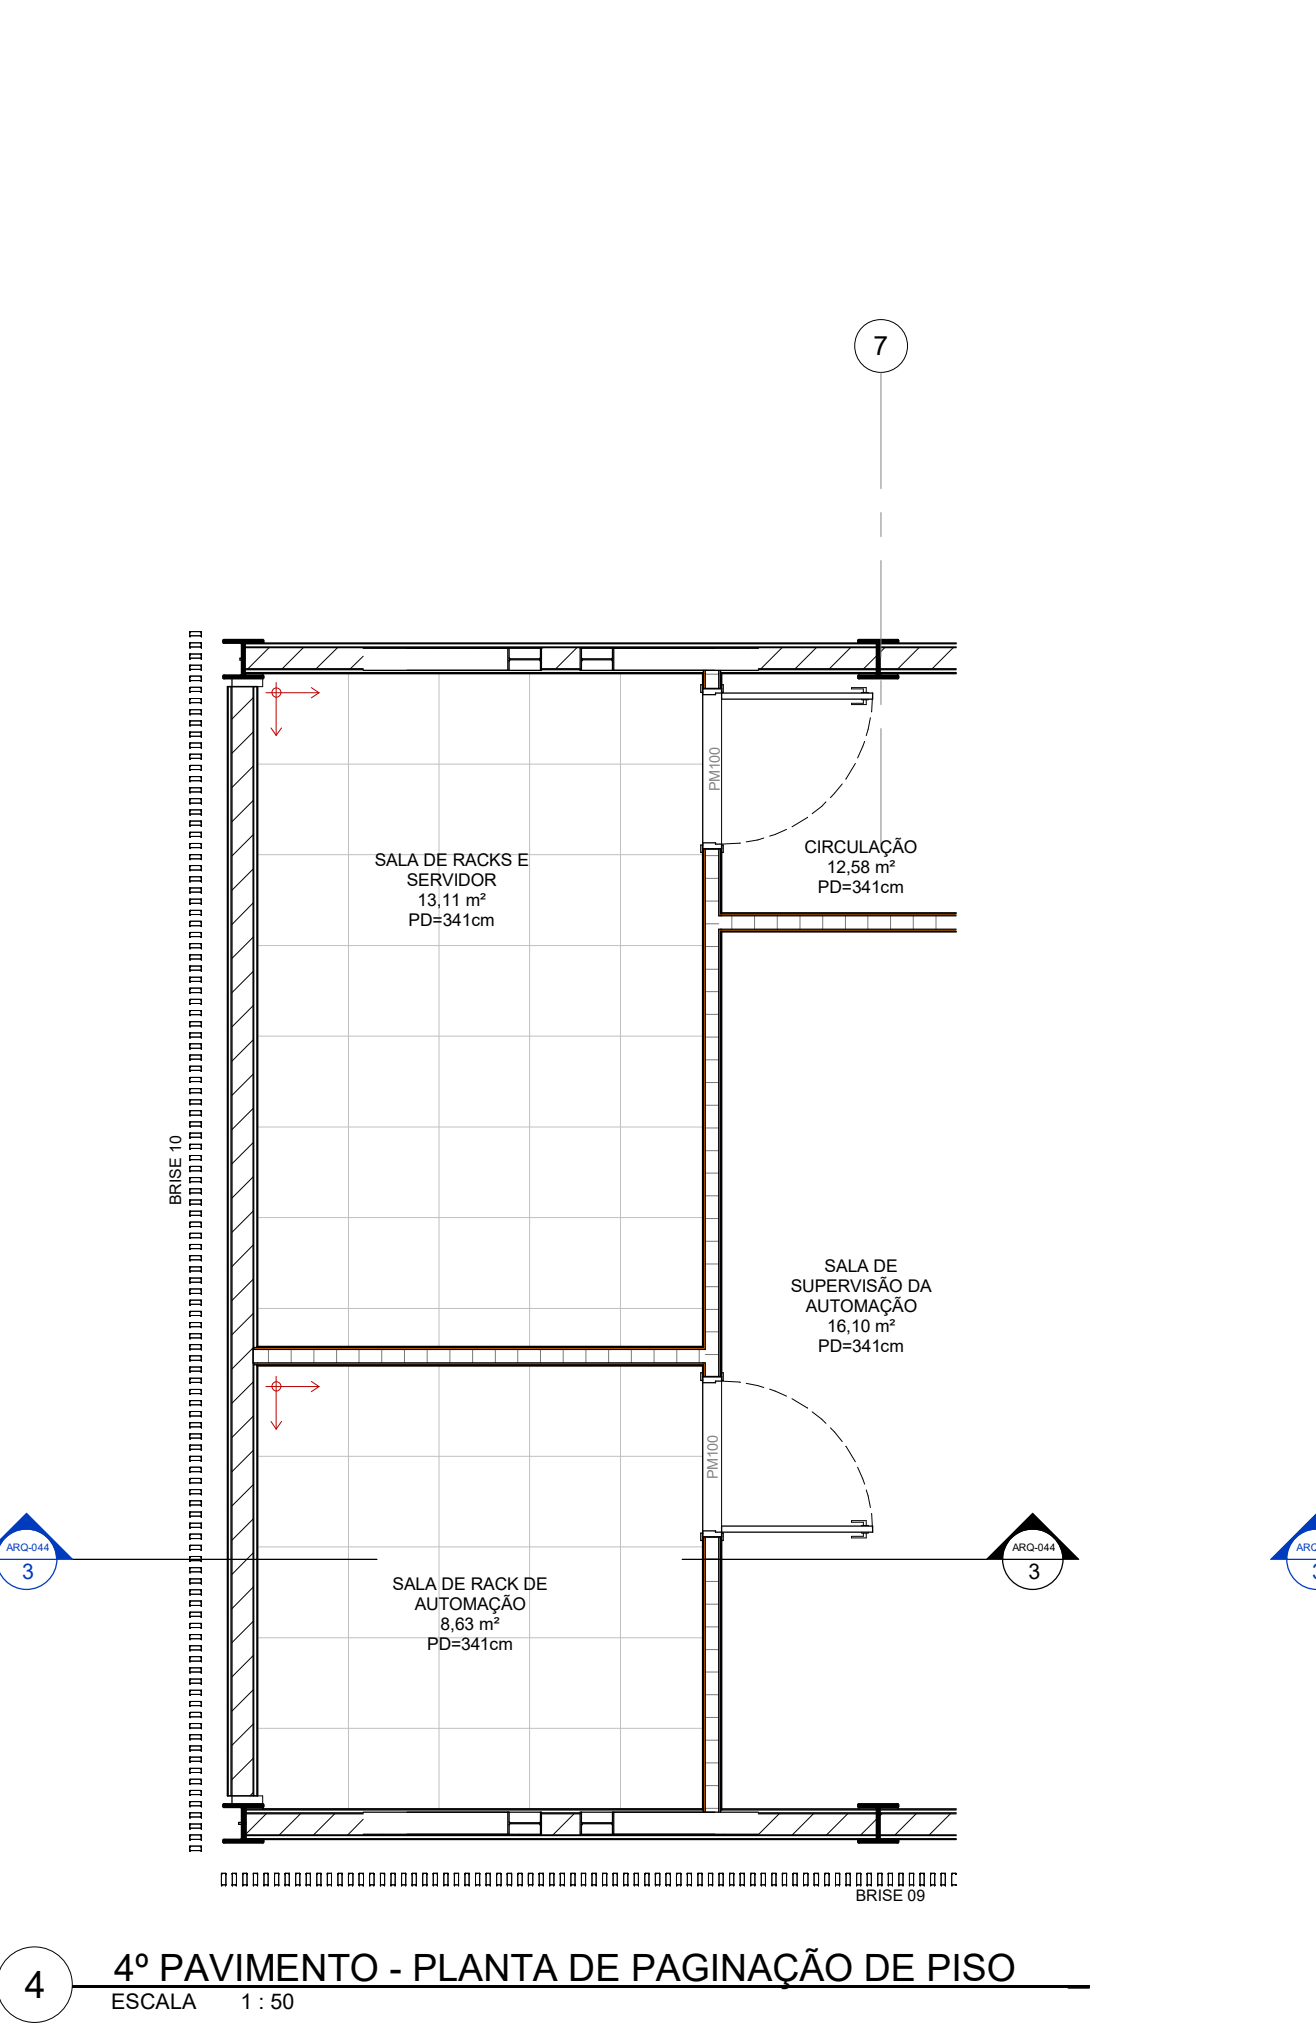 7
PM100
CIRCULAÇÃO
12,58 m²
PD=341cm
SALA DE RACKS E
SERVIDOR
13,11 m²
PD=341cm
BRISE 10
SALA DE
SUPERVISÃO DA
AUTOMAÇÃO
16,10 m²
PD=341cm
PM100
ARQ-044
3
ARQ-044
3
SALA DE RACK DE
AUTOMAÇÃO
8,63 m²
PD=341cm
BRISE 09
4
4º PAVIMENTO - PLANTA DE PAGINAÇÃO DE PISO
ESCALA 1 : 50